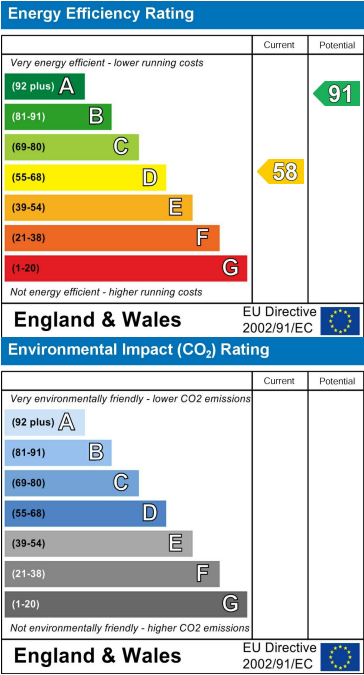 Energy Efficiency Rating
Current Potential
Very energy efficient - lower running costs
(92 plus) A
91
(81-91) B
(69-80) C
(55-68) D
58
(39-54) E
(21-38) F
(1-20) G
Not energy efficient - higher running costs
England & Wales
EU Directive
2002/91/EC
Environmental Impact (CO₂) Rating
Current Potential
Very environmentally friendly - lower CO2 emissions
(92 plus) A
(81-91) B
(69-80) C
(55-68) D
(39-54) E
(21-38) F
(1-20) G
Not environmentally friendly - higher CO2 emissions
England & Wales
EU Directive
2002/91/EC